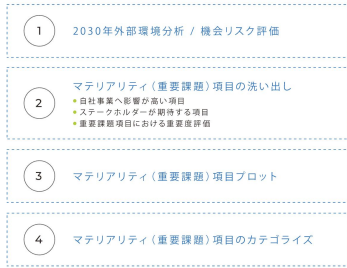 1
2030年外部環境分析 / 機会リスク評価
2
マテリアリティ（重要課題）項目の洗い出し
● 自社事業へ影響が高い項目
● ステークホルダーが期待する項目
● 重要課題項目における重要度評価
3
マテリアリティ（重要課題）項目プロット
4
マテリアリティ（重要課題）項目のカテゴライズ